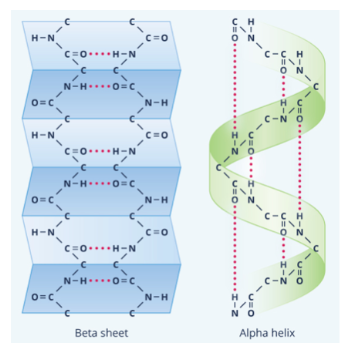 C C
H–N C=O
C=O H–N
C C
N–H O=C
O=C N–H
C C
H–N C=O
C=O H–N
C C
N–H O=C
O=C N–H
C C
H–N C=O
C=O H–N
C C
N–H O=C
O=C N–H
C C
Beta sheet
C H
O N
C–C H
O N
C
H C
C–N O
H C
N O
C
C H
O N
C–C H
O N
C
H C
C–N O
H O
N C
Alpha helix